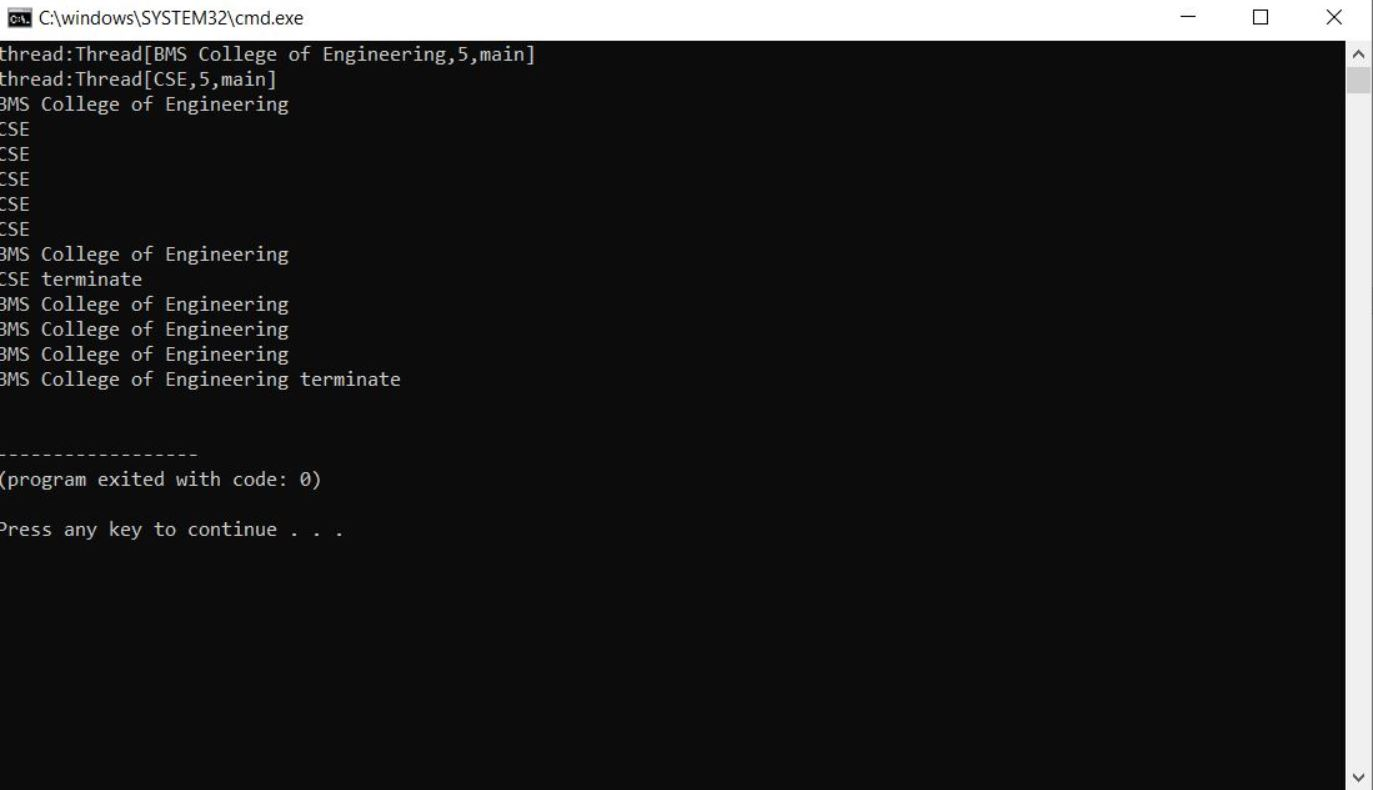 C:\windows\SYSTEM32\cmd.exe
thread:Thread[BMS College of Engineering,5,main]
thread:Thread[CSE,5,main]
BMS College of Engineering
CSE
CSE
CSE
CSE
CSE
BMS College of Engineering
CSE terminate
BMS College of Engineering
BMS College of Engineering
BMS College of Engineering
BMS College of Engineering terminate
------------------
(program exited with code: 0)
Press any key to continue . . .